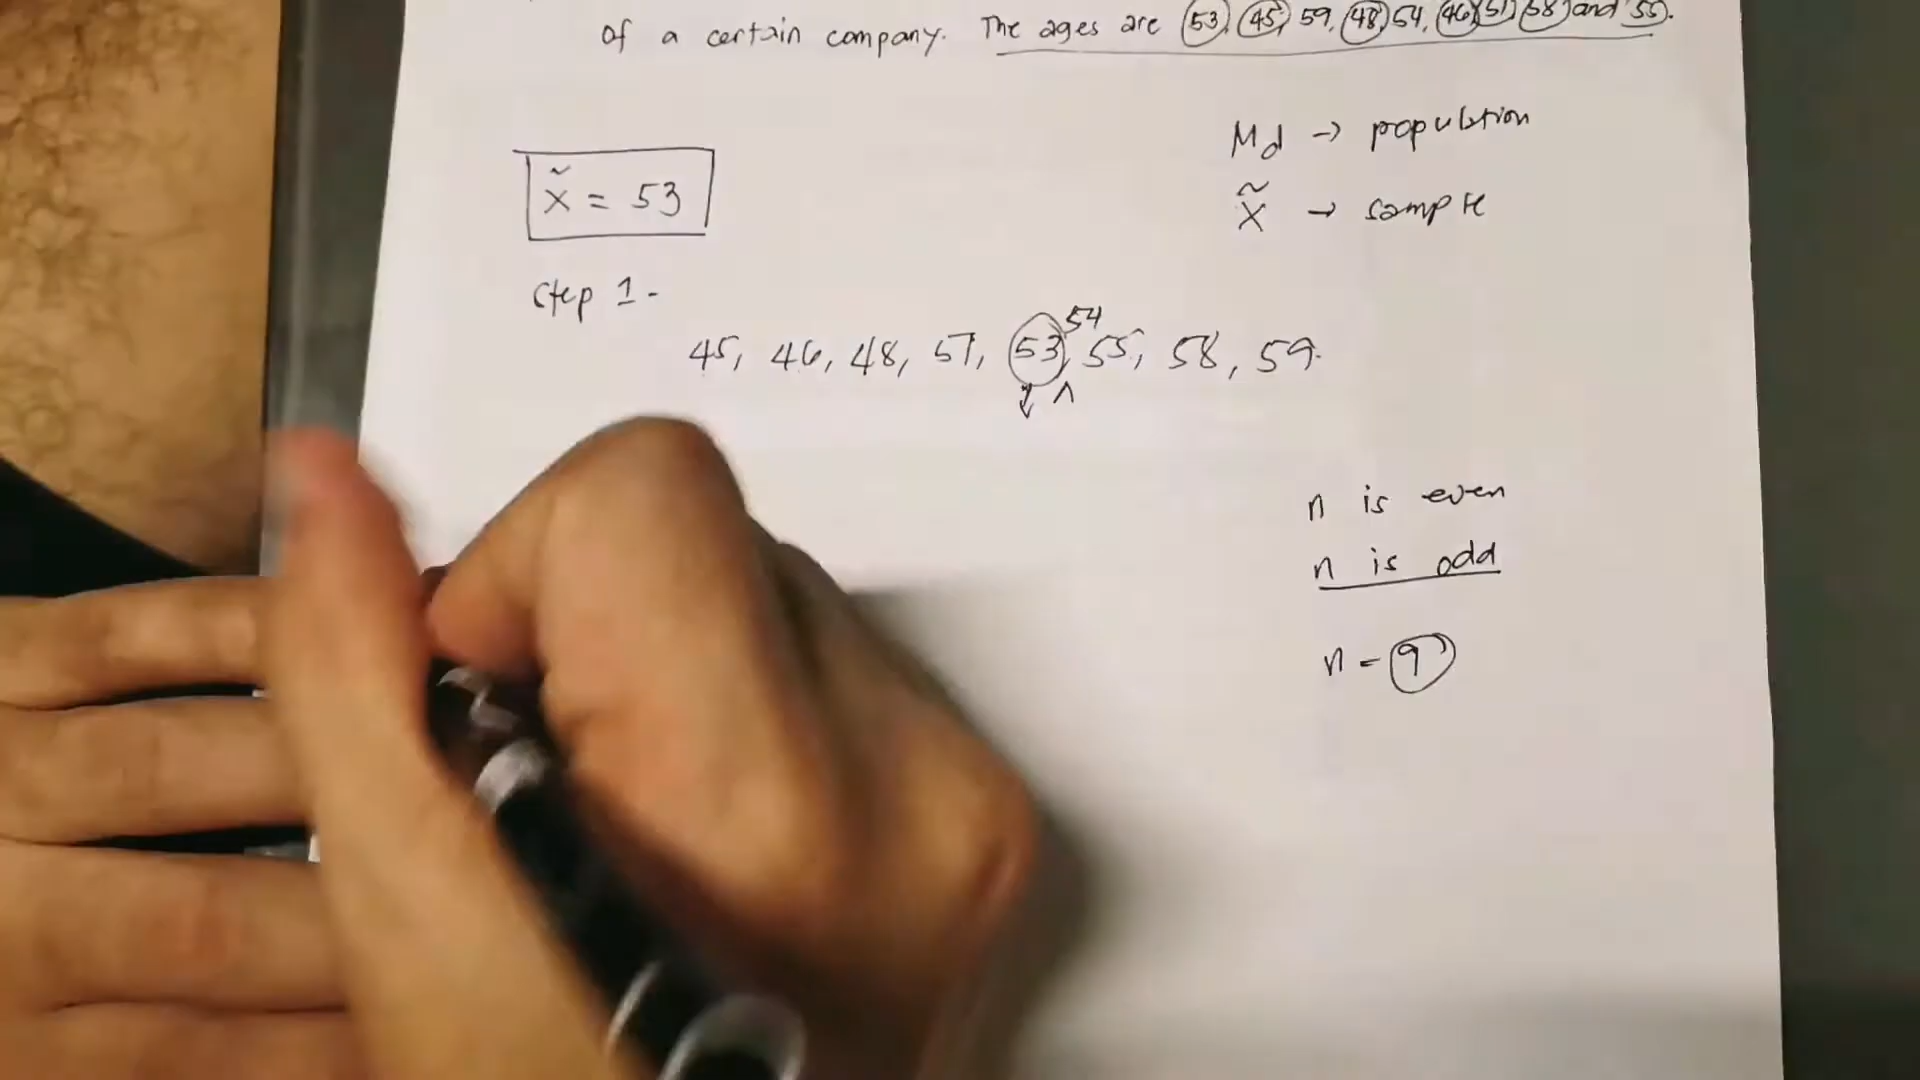 of a certain company. The ages are 53, 45, 59, 48, 54, 46, 51, 58, and 55.
Md → population
x̃ = 53
x̃ → sample
Step 1.
54
45, 46, 48, 51, 53, 55, 58, 59.
n is even
n is odd
n = 9